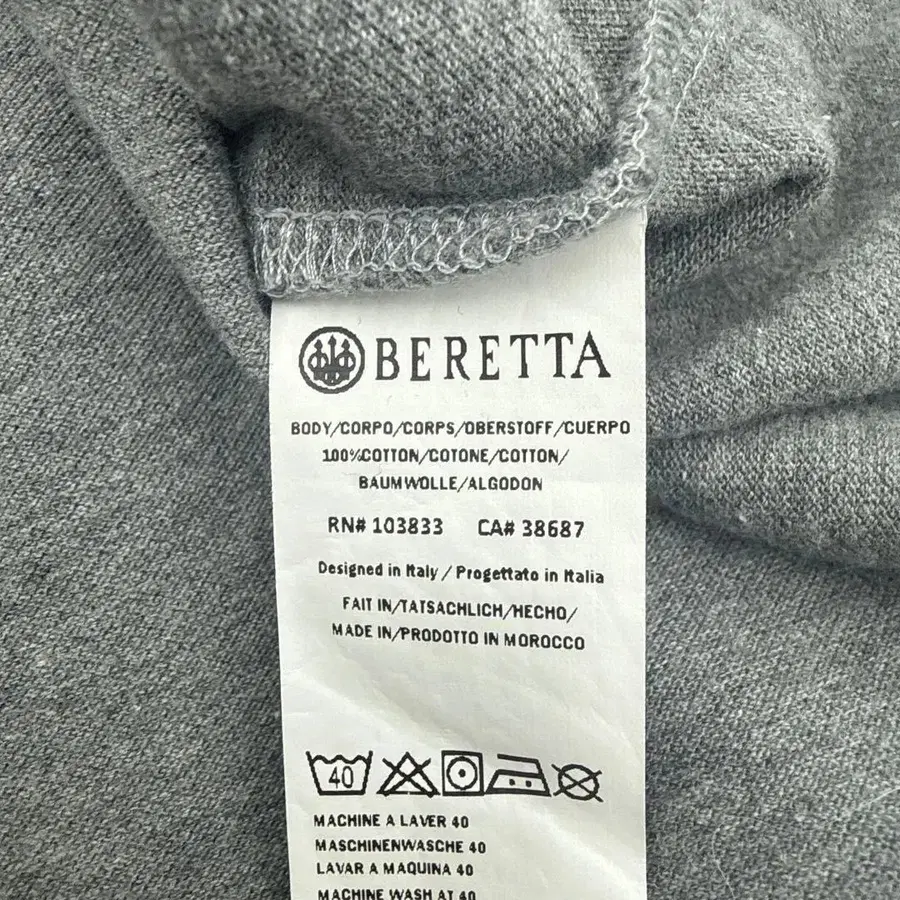 BERETTA
BODY/CORPO/CORPS/OBERSTOFF/CUERPO
100%COTTON/COTONE/COTTON/
BAUMWOLLE/ALGODON
RN# 103833 CA# 38687
Designed in Italy / Progettato in Italia
FAIT IN/TATSACHLICH/HECHO/
MADE IN/PRODOTTO IN MOROCCO
40
MACHINE A LAVER 40
MASCHINENWASCHE 40
LAVAR A MAQUINA 40
MACHINE WASH AT 40